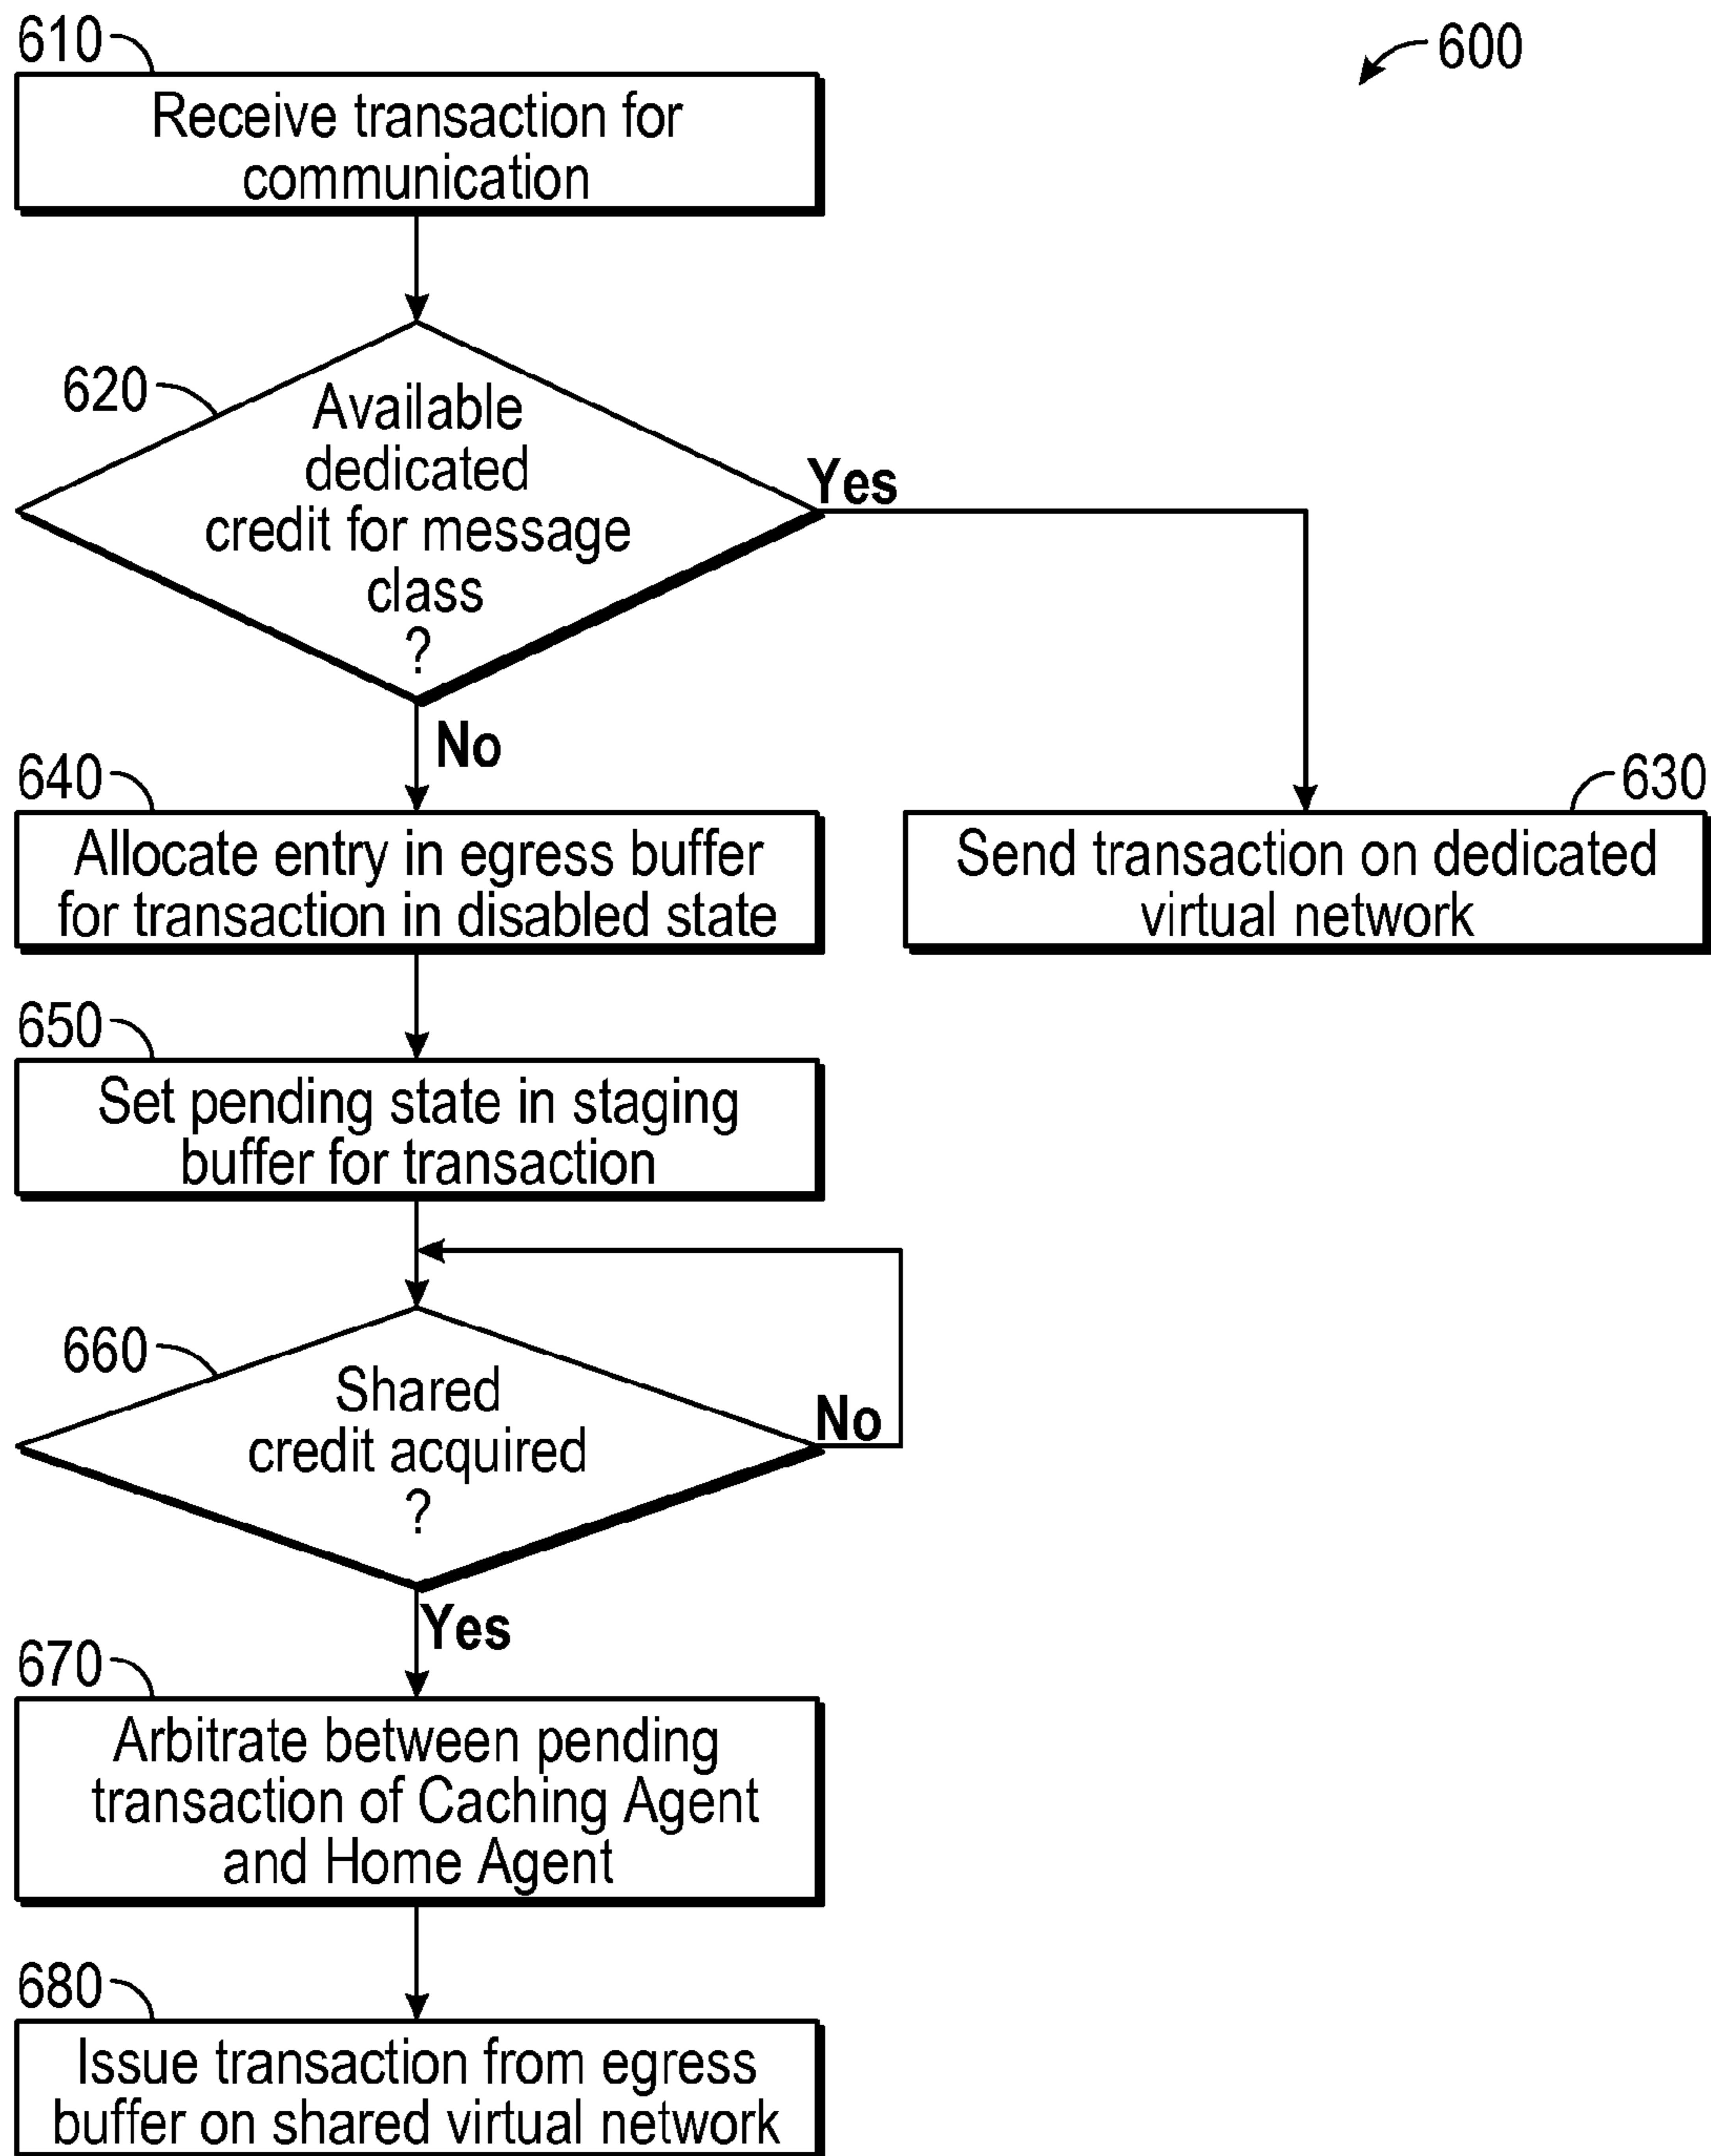 610
600
Receive transaction for
communication
620
Available
dedicated
credit for message
class
?
Yes
No
640
Allocate entry in egress buffer
for transaction in disabled state
630
Send transaction on dedicated
virtual network
650
Set pending state in staging
buffer for transaction
660
Shared
credit acquired
?
No
Yes
670
Arbitrate between pending
transaction of Caching Agent
and Home Agent
680
Issue transaction from egress
buffer on shared virtual network